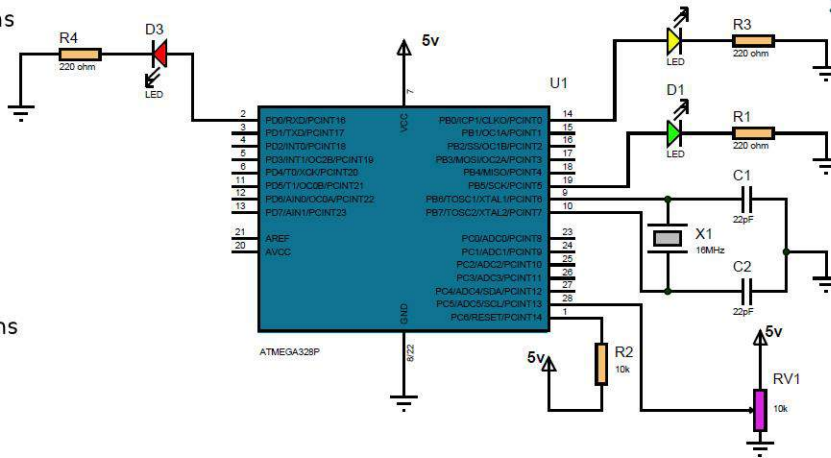 ns
R4
220 ohm
D3
LED
5v
U1
LED
R3
220 ohm
D1
LED
R1
220 ohm
7
VCC
2 PD0/RXD/PCINT16
3 PD1/TXD/PCINT17
4 PD2/INT0/PCINT18
5 PD3/INT1/OC2B/PCINT19
6 PD4/T0/XCK/PCINT20
11 PD5/T1/OC0B/PCINT21
12 PD6/AIN0/OC0A/PCINT22
13 PD7/AIN1/PCINT23
21 AREF
20 AVCC
PB0/ICP1/CLKO/PCINT0 14
PB1/OC1A/PCINT1 15
PB2/SS/OC1B/PCINT2 16
PB3/MOSI/OC2A/PCINT3 17
PB4/MISO/PCINT4 18
PB5/SCK/PCINT5 19
PB6/TOSC1/XTAL1/PCINT6 9
PB7/TOSC2/XTAL2/PCINT7 10
PC0/ADC0/PCINT8 23
PC1/ADC1/PCINT9 24
PC2/ADC2/PCINT10 25
PC3/ADC3/PCINT11 26
PC4/ADC4/SDA/PCINT12 27
PC5/ADC5/SCL/PCINT13 28
PC6/RESET/PCINT14 1
GND
8/22
ATMEGA328P
C1
22pF
X1
16MHz
C2
22pF
ns
5v
R2
10k
5v
RV1
10k